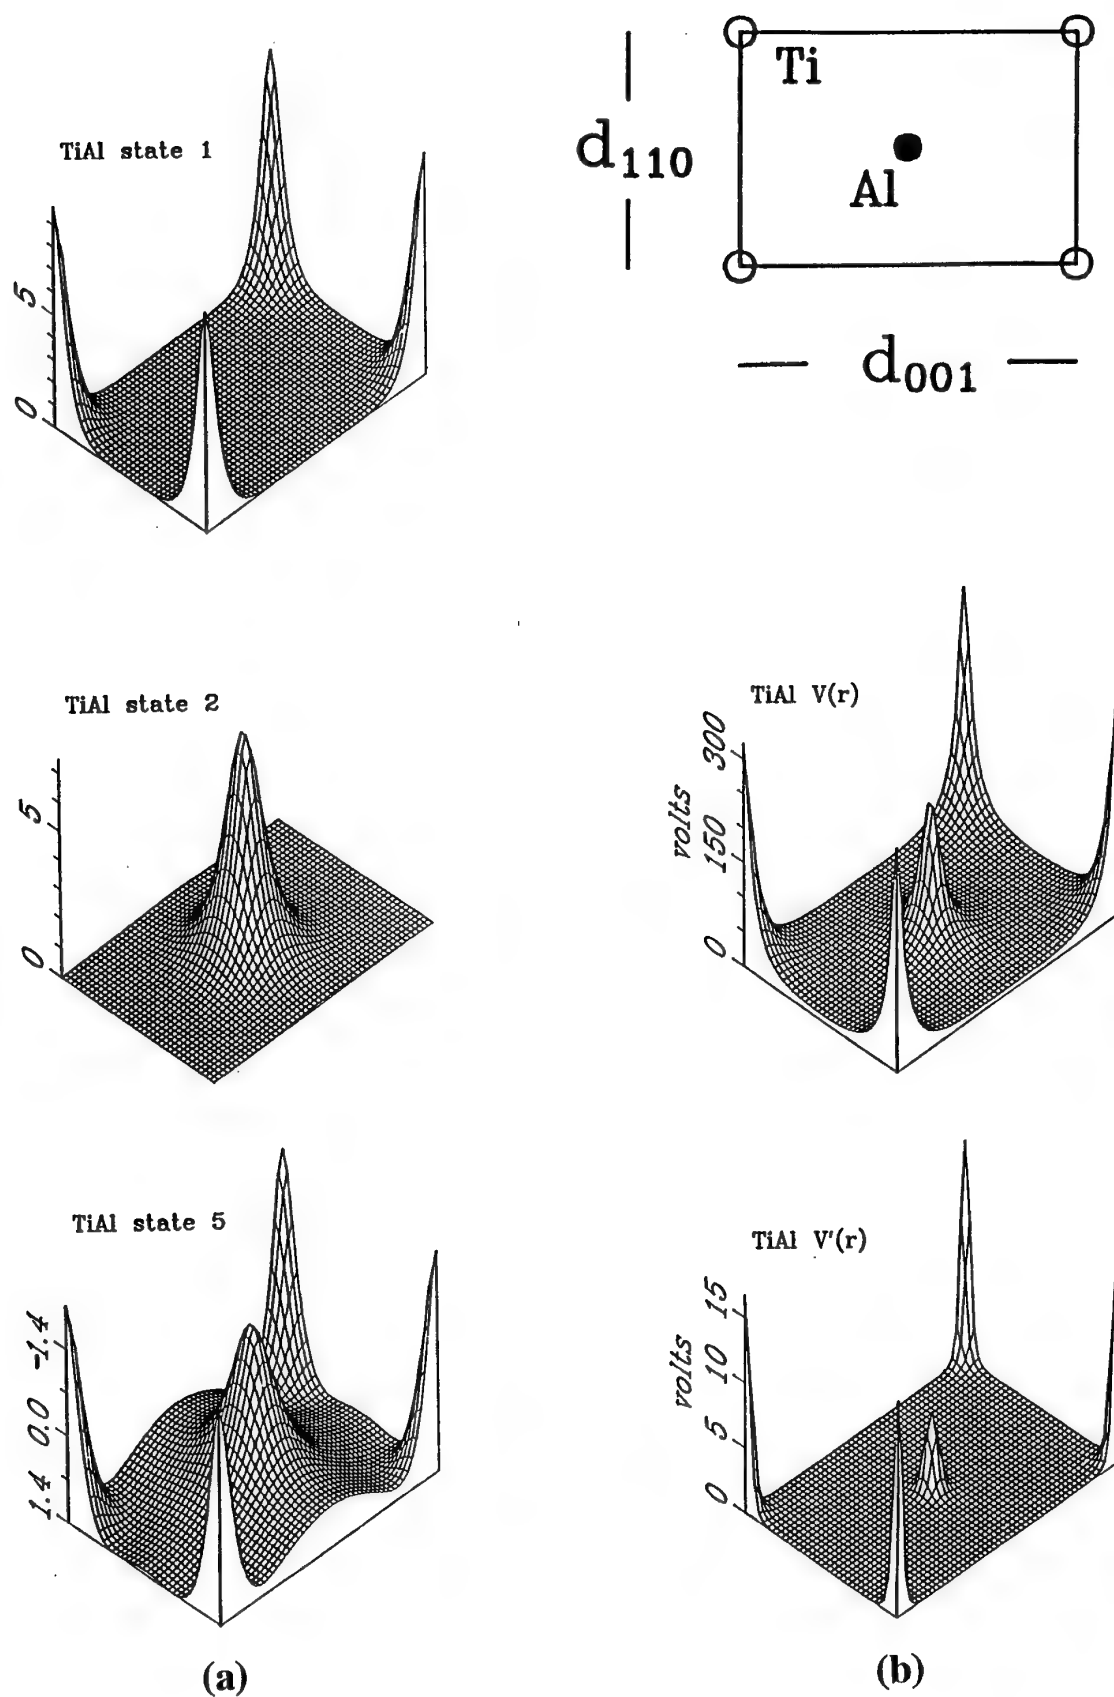 TiAl state 1
5
0
Ti
d110
Al
d001
TiAl state 2
5
0
TiAl V(r)
volts
300
150
0
TiAl state 5
-1.4
0.0
1.4
TiAl V'(r)
volts
15
10
5
0
(a)
(b)